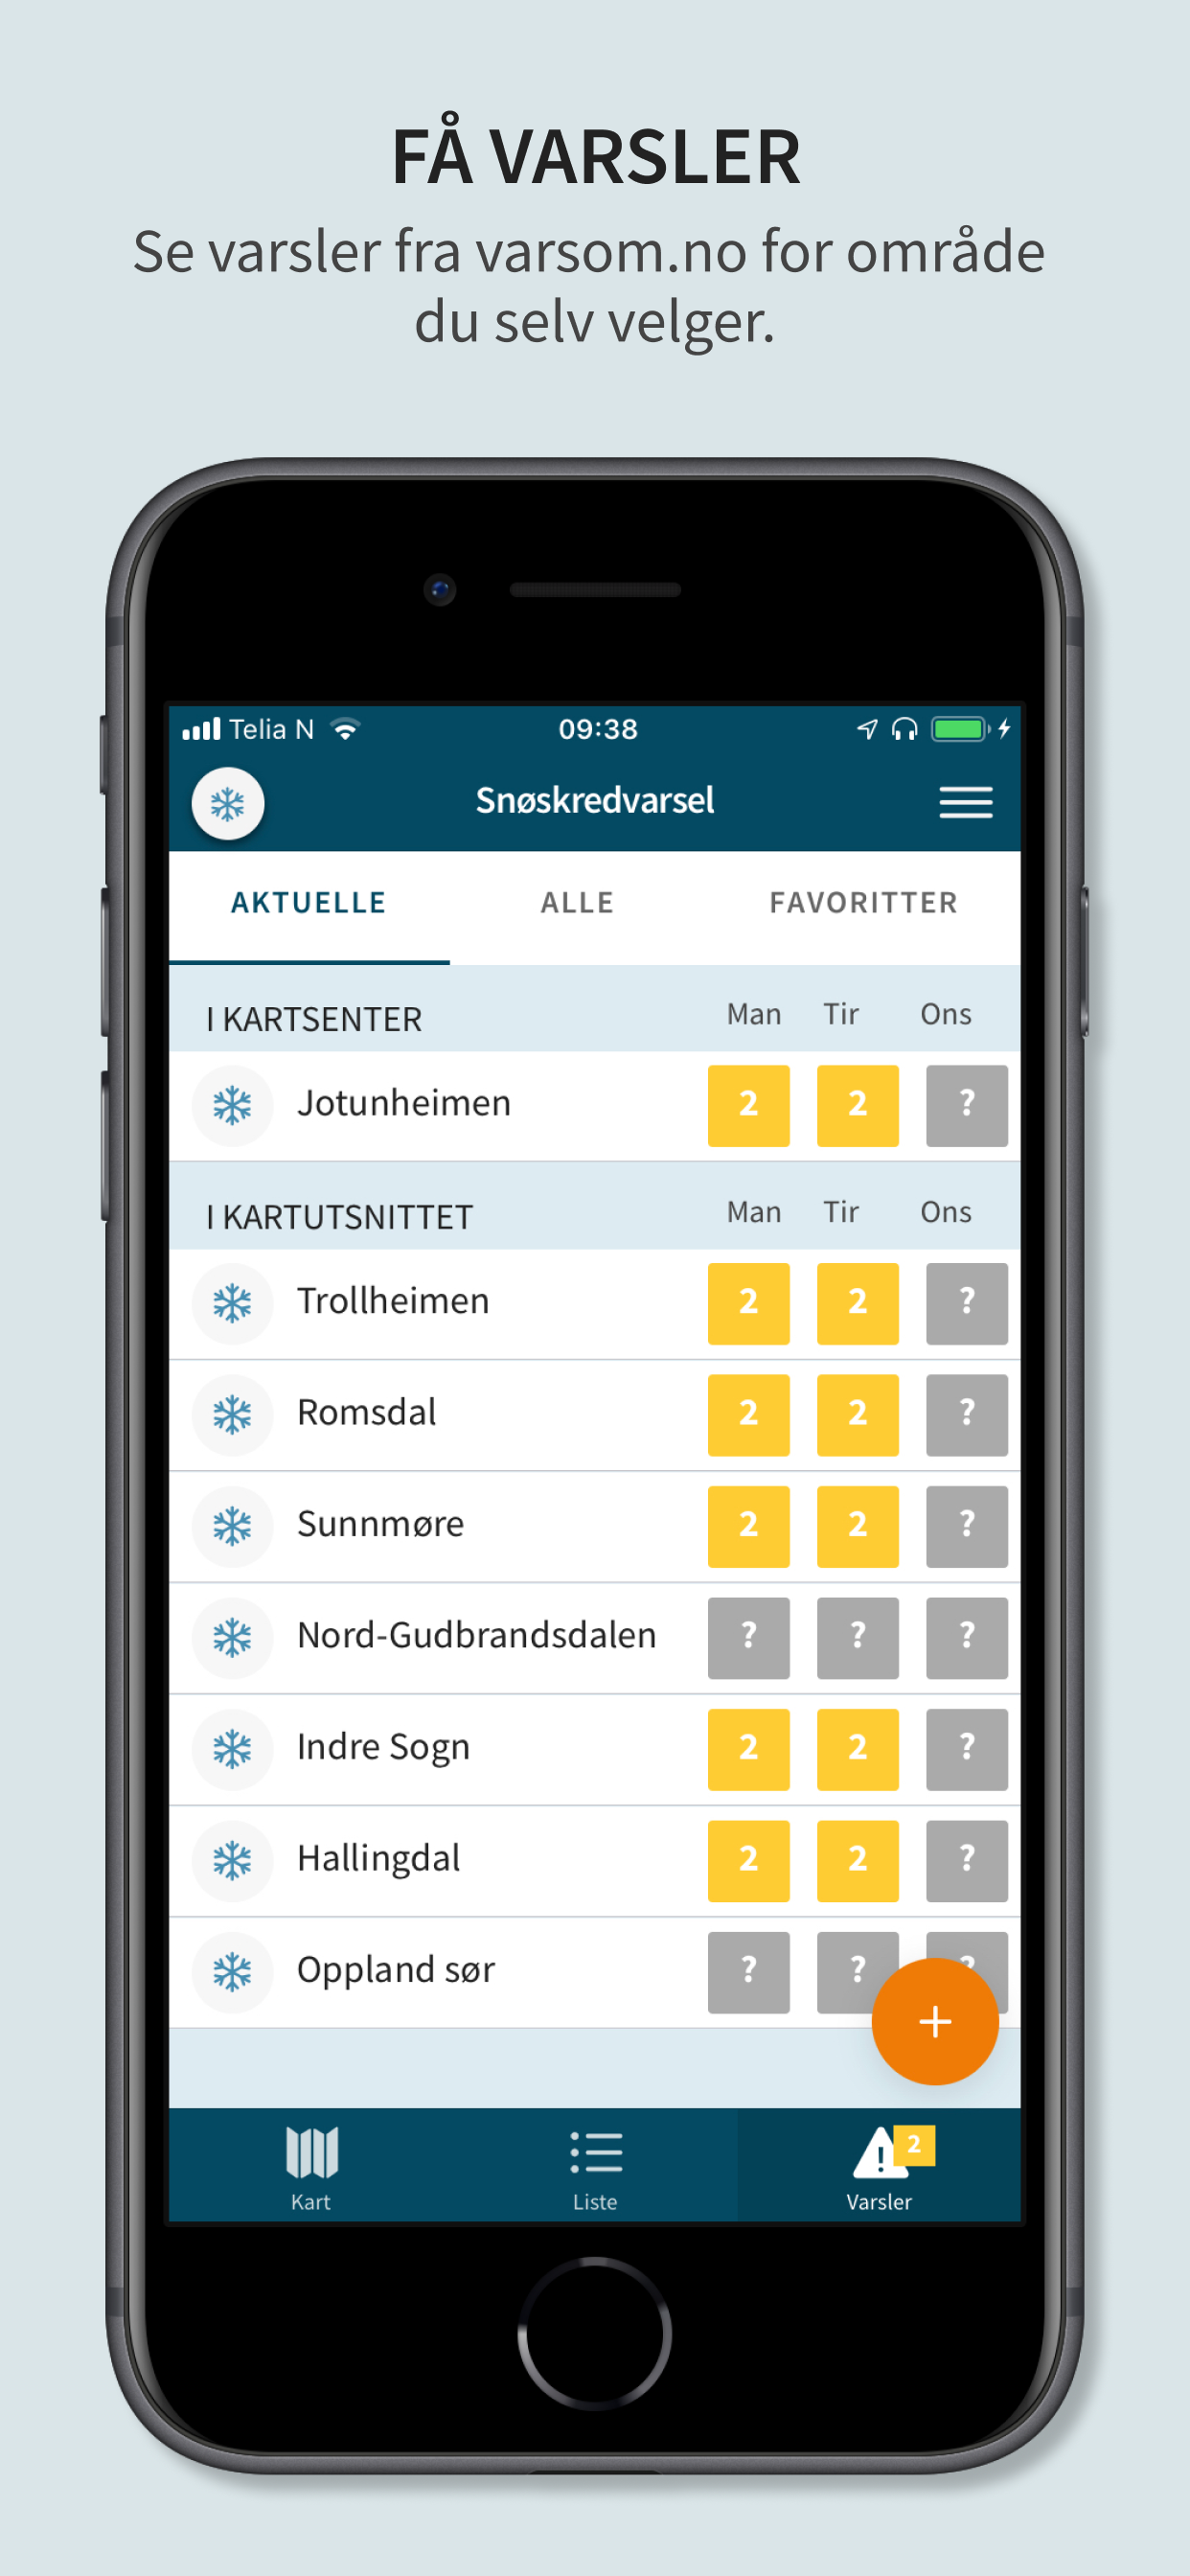 FÅ VARSLER
Se varsler fra varsom.no for område
du selv velger.
Telia N 09:38
Snøskredvarsel
AKTUELLE ALLE FAVORITTER
I KARTSENTER Man Tir Ons
Jotunheimen 2 2 ?
I KARTUTSNITTET Man Tir Ons
Trollheimen 2 2 ?
Romsdal 2 2 ?
Sunnmøre 2 2 ?
Nord-Gudbrandsdalen ? ? ?
Indre Sogn 2 2 ?
Hallingdal 2 2 ?
Oppland sør ? ? ?
+
2
Kart Liste Varsler